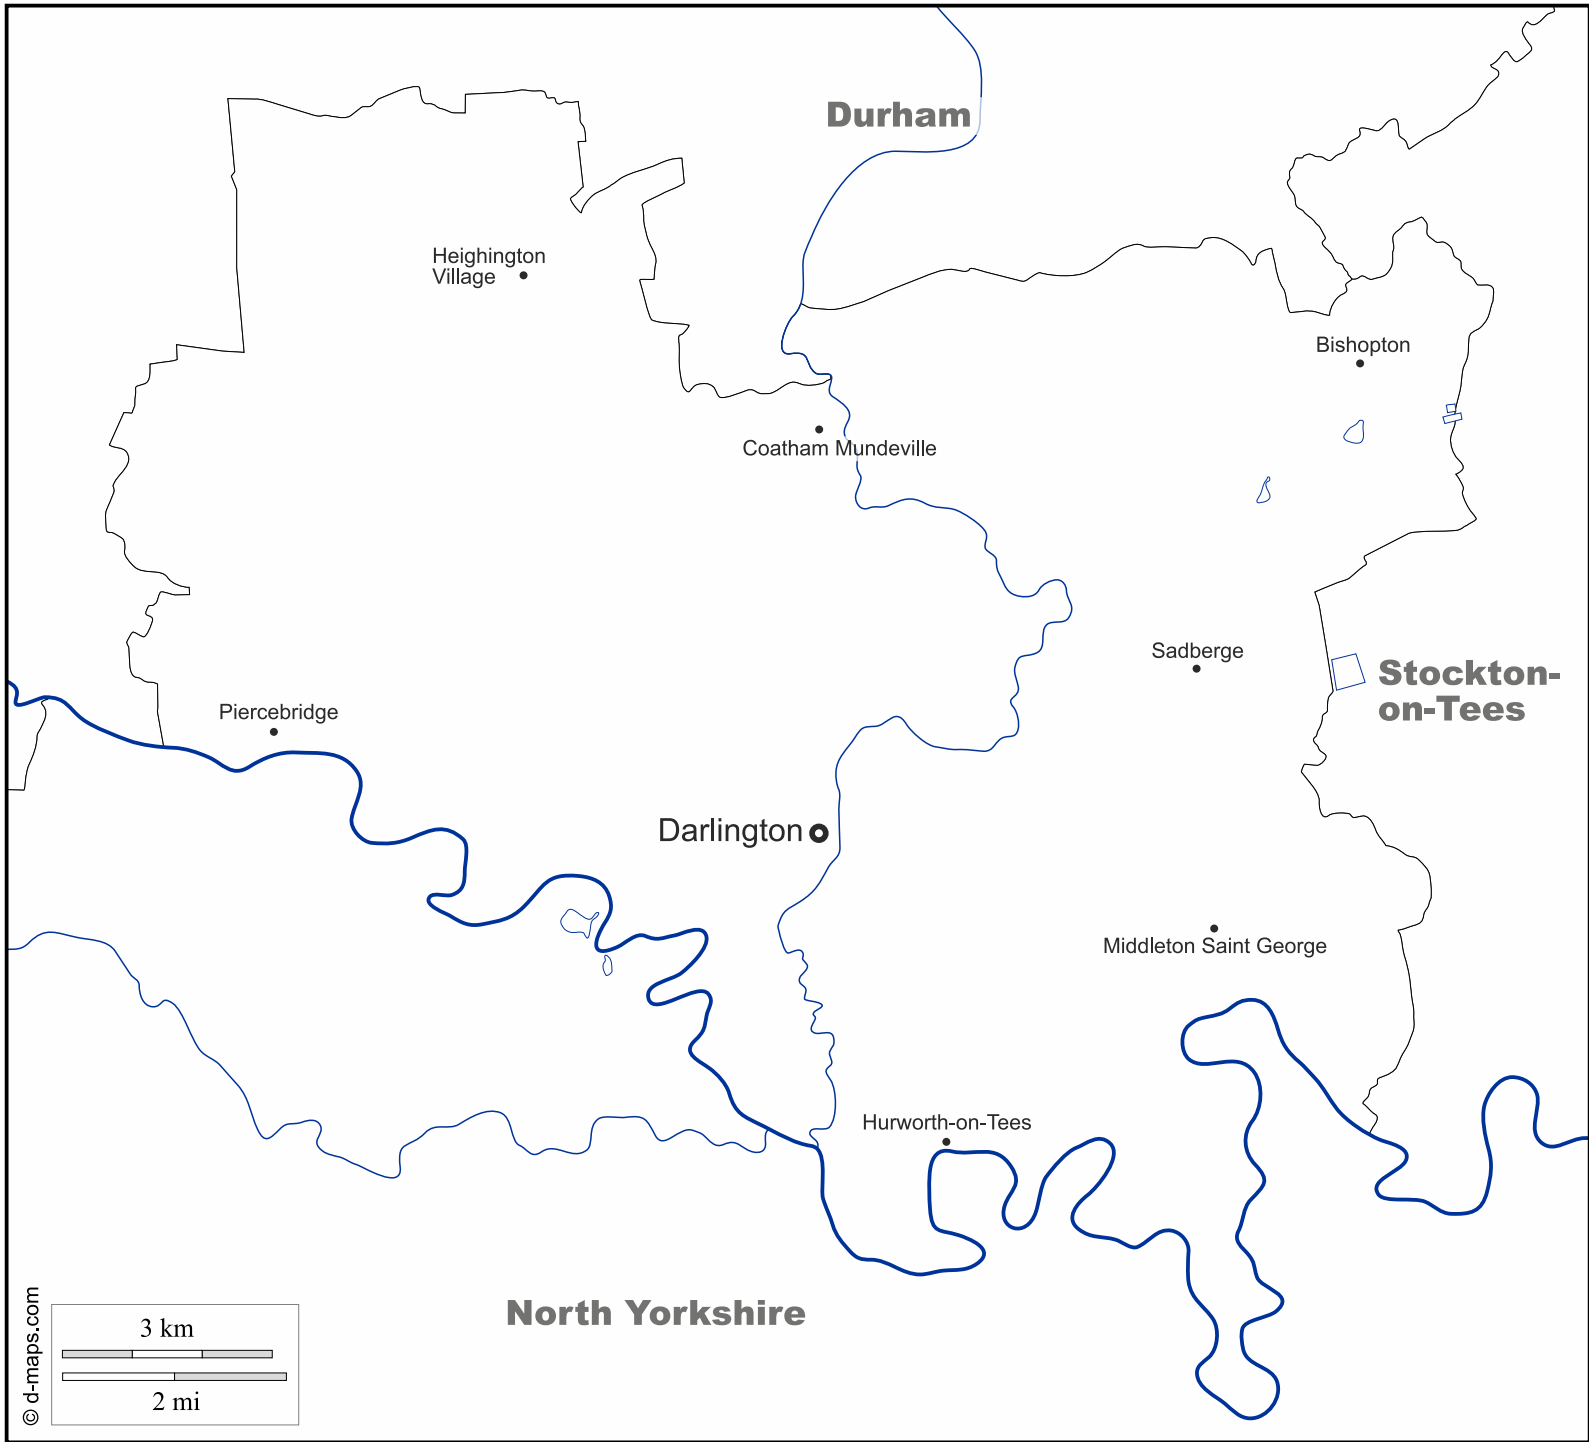 Durham
Heighington
Village
Bishopton
Coatham Mundeville
Sadberge
Stockton-
on-Tees
Piercebridge
Darlington
Middleton Saint George
Hurworth-on-Tees
North Yorkshire
3 km
2 mi
© d-maps.com